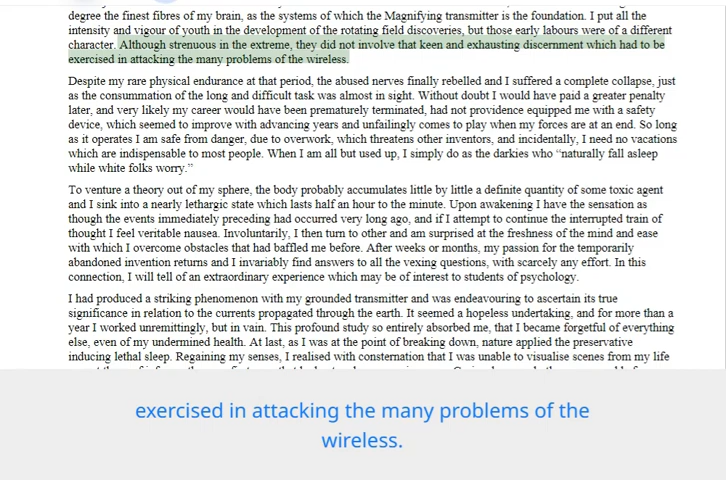 degree the finest fibres of my brain, as the systems of which the Magnifying transmitter is the foundation. I put all the
intensity and vigour of youth in the development of the rotating field discoveries, but those early labours were of a different
character. Although strenuous in the extreme, they did not involve that keen and exhausting discernment which had to be
exercised in attacking the many problems of the wireless.
Despite my rare physical endurance at that period, the abused nerves finally rebelled and I suffered a complete collapse, just
as the consummation of the long and difficult task was almost in sight. Without doubt I would have paid a greater penalty
later, and very likely my career would have been prematurely terminated, had not providence equipped me with a safety
device, which seemed to improve with advancing years and unfailingly comes to play when my forces are at an end. So long
as it operates I am safe from danger, due to overwork, which threatens other inventors, and incidentally, I need no vacations
which are indispensable to most people. When I am all but used up, I simply do as the darkies who “naturally fall asleep
while white folks worry.”
To venture a theory out of my sphere, the body probably accumulates little by little a definite quantity of some toxic agent
and I sink into a nearly lethargic state which lasts half an hour to the minute. Upon awakening I have the sensation as
though the events immediately preceding had occurred very long ago, and if I attempt to continue the interrupted train of
thought I feel veritable nausea. Involuntarily, I then turn to other and am surprised at the freshness of the mind and ease
with which I overcome obstacles that had baffled me before. After weeks or months, my passion for the temporarily
abandoned invention returns and I invariably find answers to all the vexing questions, with scarcely any effort. In this
connection, I will tell of an extraordinary experience which may be of interest to students of psychology.
I had produced a striking phenomenon with my grounded transmitter and was endeavouring to ascertain its true
significance in relation to the currents propagated through the earth. It seemed a hopeless undertaking, and for more than a
year I worked unremittingly, but in vain. This profound study so entirely absorbed me, that I became forgetful of everything
else, even of my undermined health. At last, as I was at the point of breaking down, nature applied the preservative
inducing lethal sleep. Regaining my senses, I realised with consternation that I was unable to visualise scenes from my life
exercised in attacking the many problems of the
wireless.